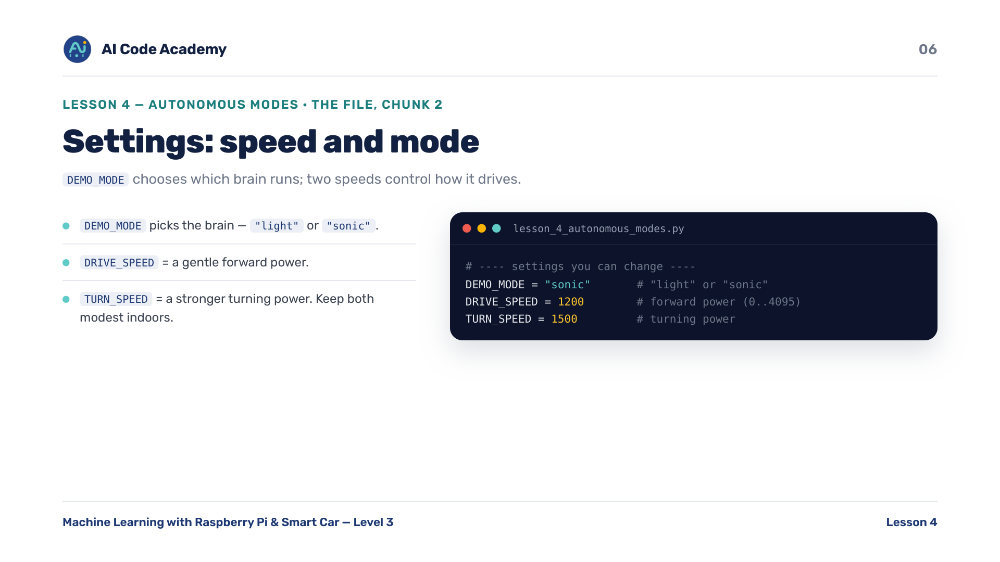 AI Code Academy
06
LESSON 4 — AUTONOMOUS MODES • THE FILE, CHUNK 2
Settings: speed and mode
DEMO_MODE chooses which brain runs; two speeds control how it drives.
DEMO_MODE picks the brain — "light" or "sonic".
DRIVE_SPEED = a gentle forward power.
TURN_SPEED = a stronger turning power. Keep both
modest indoors.
lesson_4_autonomous_modes.py
# ---- settings you can change ----
DEMO_MODE = "sonic"       # "light" or "sonic"
DRIVE_SPEED = 1200        # forward power (0..4095)
TURN_SPEED = 1500         # turning power
Machine Learning with Raspberry Pi & Smart Car — Level 3
Lesson 4